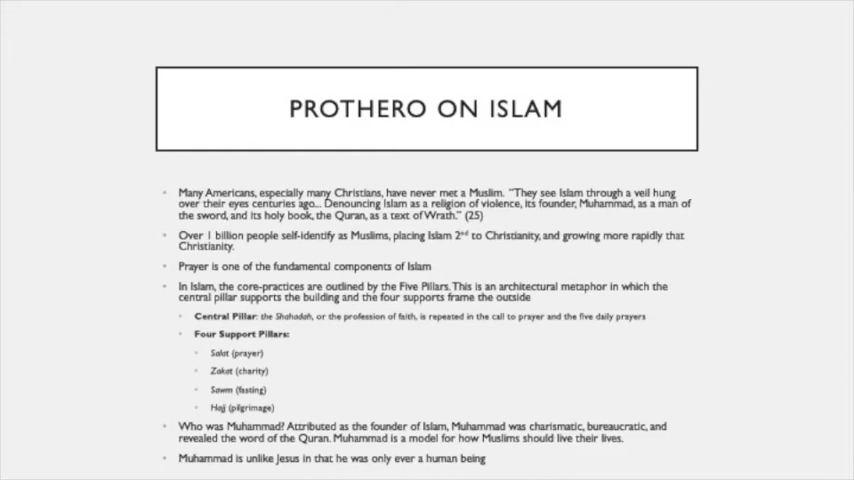 PROTHERO ON ISLAM
Many Americans, especially many Christians, have never met a Muslim. "They see Islam through a veil hung
over their eyes centuries ago... Denouncing Islam as a religion of violence, its founder, Muhammad, as a man of
the sword, and its holy book, the Quran, as a text of Wrath." (25)
Over 1 billion people self-identify as Muslims, placing Islam 2nd to Christianity, and growing more rapidly that
Christianity.
Prayer is one of the fundamental components of Islam
In Islam, the core-practices are outlined by the Five Pillars. This is an architectural metaphor in which the
central pillar supports the building and the four supports frame the outside
Central Pillar: the Shahadah, or the profession of faith, is repeated in the call to prayer and the five daily prayers
Four Support Pillars:
Salat (prayer)
Zakat (charity)
Sawm (fasting)
Hajj (pilgrimage)
Who was Muhammad? Attributed as the founder of Islam, Muhammad was charismatic, bureaucratic, and
revealed the word of the Quran. Muhammad is a model for how Muslims should live their lives.
Muhammad is unlike Jesus in that he was only ever a human being